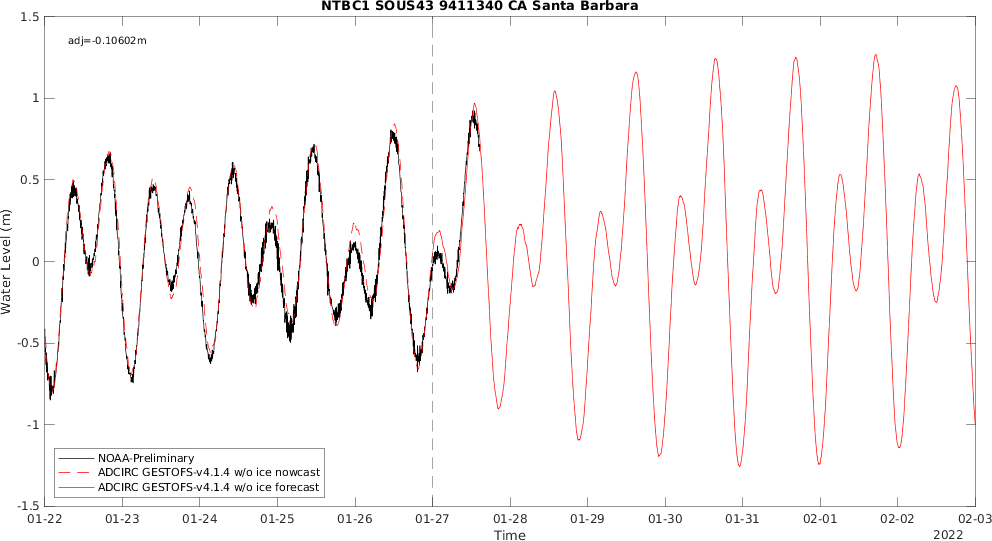 NTBC1 SOUS43 9411340 CA Santa Barbara
1.5
adj=-0.10602m
1
0.5
0
-0.5
-1
-1.5
Water Level (m)
NOAA-Preliminary
ADCIRC GESTOFS-v4.1.4 w/o ice nowcast
ADCIRC GESTOFS-v4.1.4 w/o ice forecast
01-22 01-23 01-24 01-25 01-26 01-27 01-28 01-29 01-30 01-31 02-01 02-02 02-03
Time
2022